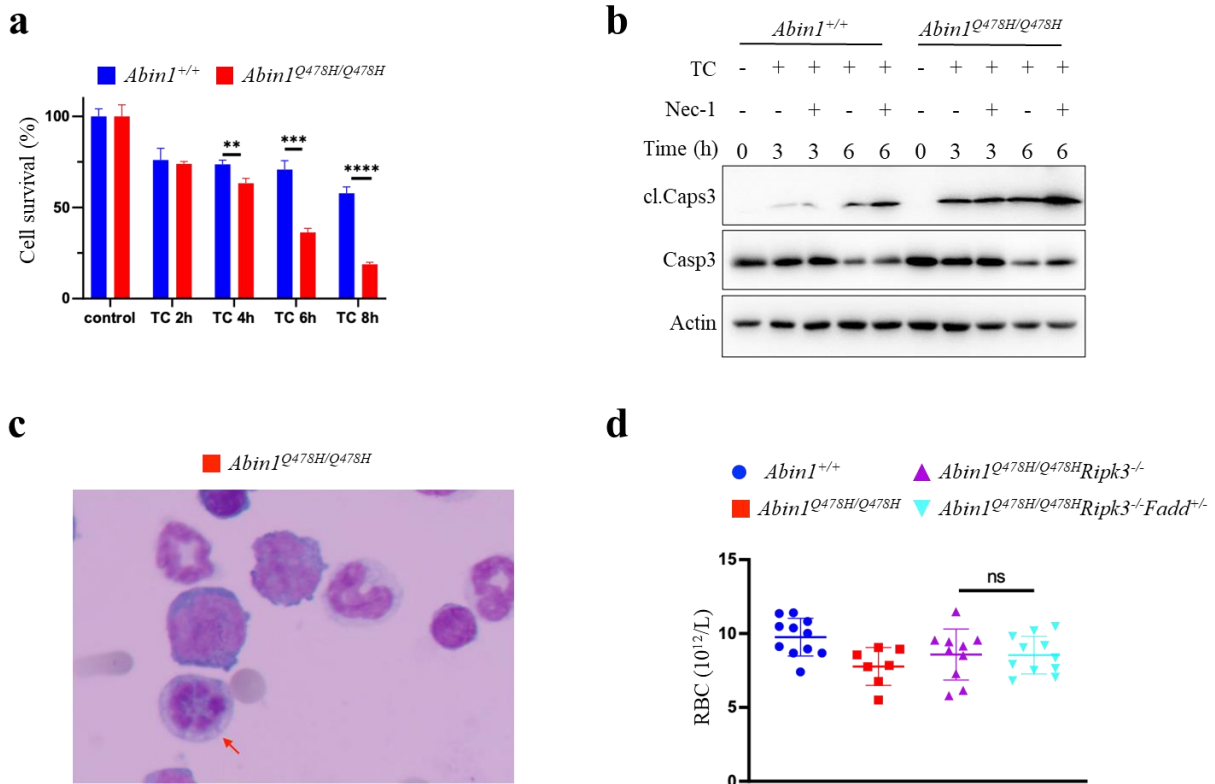 a
Abin1+/+ Abin1Q478H/Q478H
Cell survival (%)
100
50
0
** *** ****
control TC 2h TC 4h TC 6h TC 8h
b
Abin1+/+ Abin1Q478H/Q478H
TC - + + + + - + + + +
Nec-1 - - + - + - - + - +
Time (h) 0 3 3 6 6 0 3 3 6 6
cl.Caps3
Casp3
Actin
c
Abin1Q478H/Q478H
d
Abin1+/+ Abin1Q478H/Q478HRipk3-/-
Abin1Q478H/Q478H Abin1Q478H/Q478HRipk3-/-Fadd+/-
RBC (10¹²/L)
15
10
5
0
ns